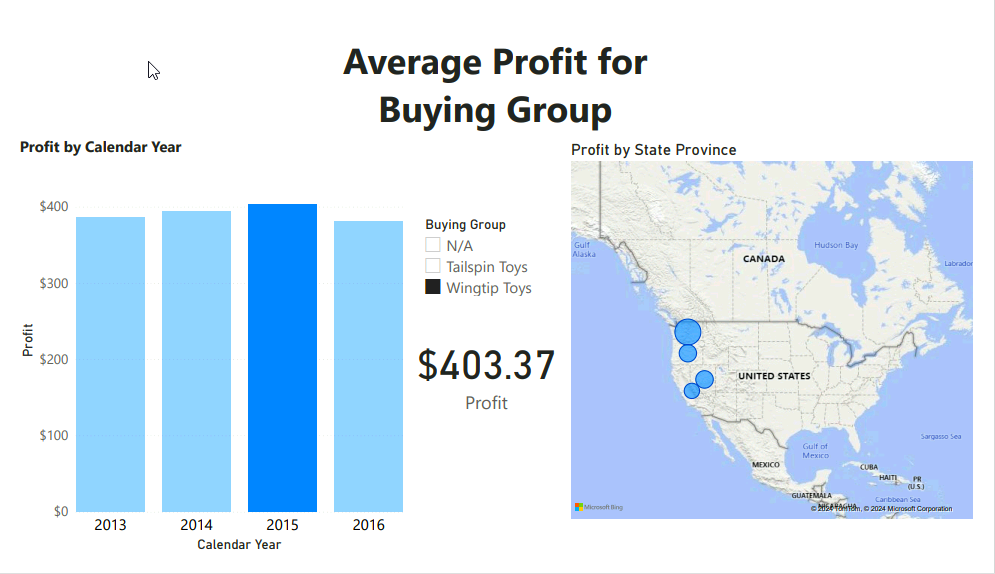 Average Profit for
Buying Group
Profit by Calendar Year
$400
$300
$200
$100
$0
Profit
2013
2014
2015
2016
Calendar Year
Buying Group
N/A
Tailspin Toys
Wingtip Toys
$403.37
Profit
Profit by State Province
Gulf
Alaska
Hudson Bay
CANADA
Labrador
UNITED STATES
Sargasso Sea
Gulf of
Mexico
MEXICO
CUBA
HAITI
PR
(U.S.)
GUATEMALA
Caribbean Sea
NICARAGUA
Microsoft Bing
© 2024 TomTom, © 2024 Microsoft Corporation